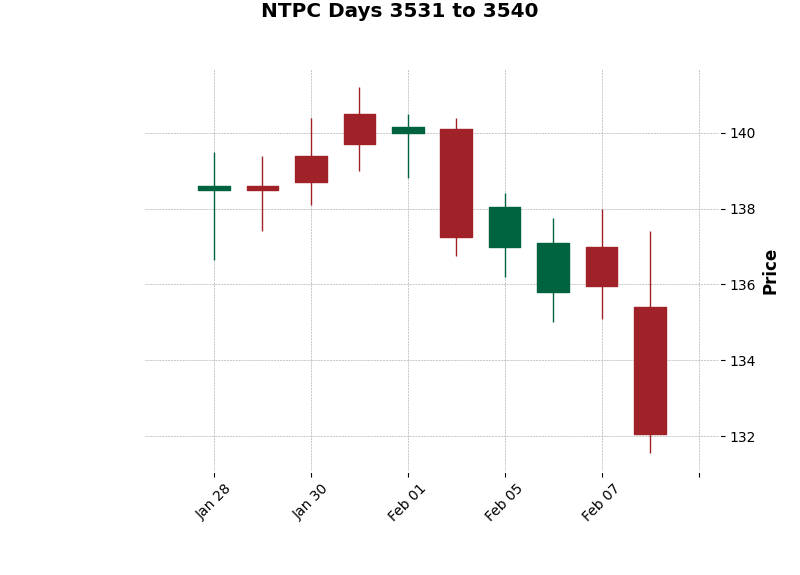 NTPC Days 3531 to 3540
140
138
136
134
132
Price
Jan 28
Jan 30
Feb 01
Feb 05
Feb 07